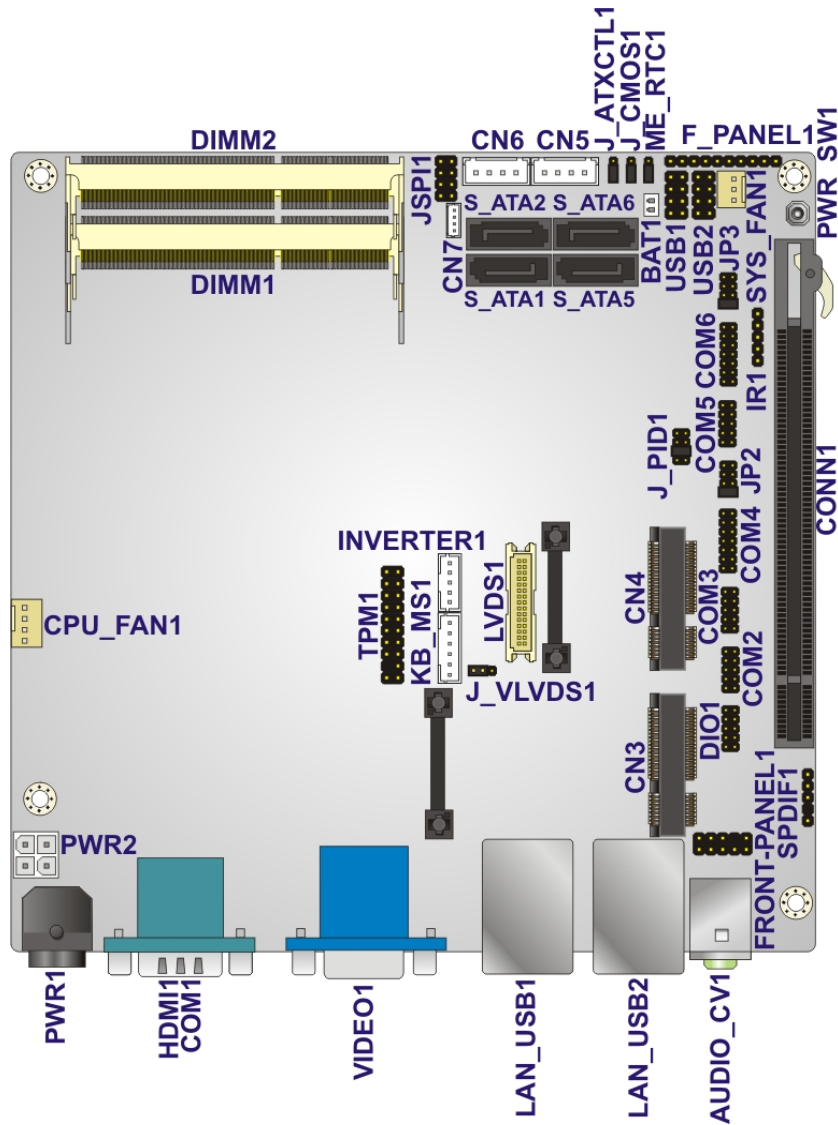 J_ATXCTL1
J_CMOS1
ME_RTC1
DIMM2
CN6
CN5
F_PANEL1
PWR_SW1
JSPI1
S_ATA2
S_ATA6
CN7
BAT1
USB1
USB2
SYS_FAN1
JP3
DIMM1
S_ATA1
S_ATA5
COM6
IR1
COM5
J_PID1
JP2
CONN1
COM4
INVERTER1
TPM1
KB_MS1
LVDS1
CN4
COM3
CPU_FAN1
J_VLVDS1
COM2
CN3
DIO1
FRONT-PANEL1
SPDIF1
PWR2
PWR1
HDMI1
COM1
VIDEO1
LAN_USB1
LAN_USB2
AUDIO_CV1